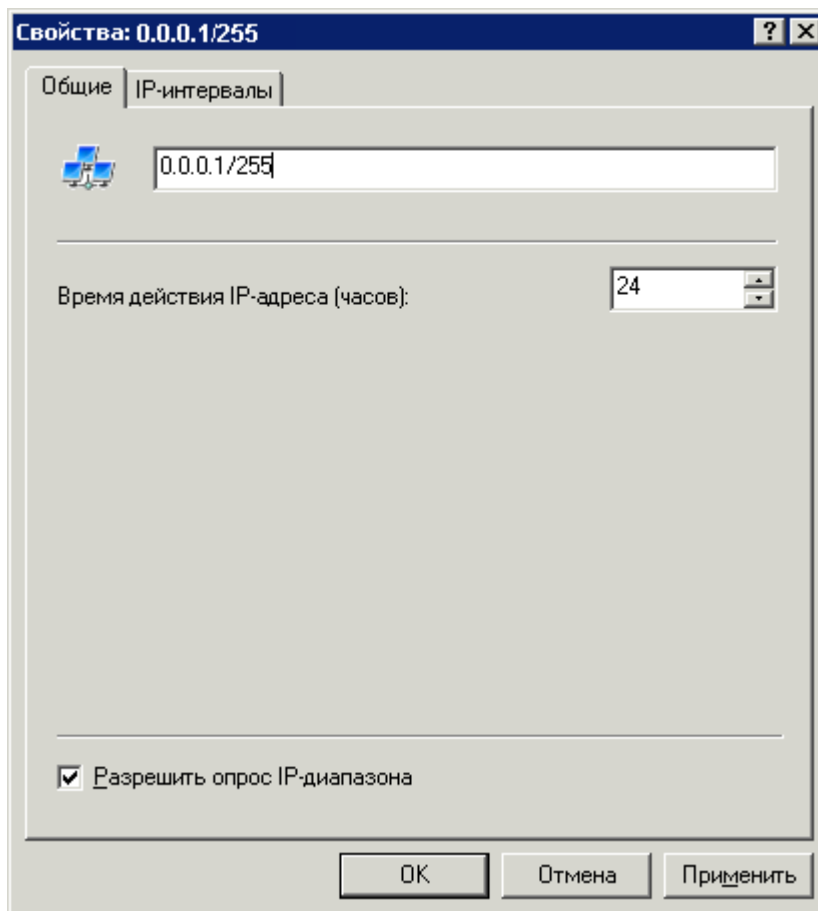 Свойства: 0.0.0.1/255
Общие IP-интервалы
0.0.0.1/255
Время действия IP-адреса (часов): 24
Разрешить опрос IP-диапазона
OK Отмена Применить